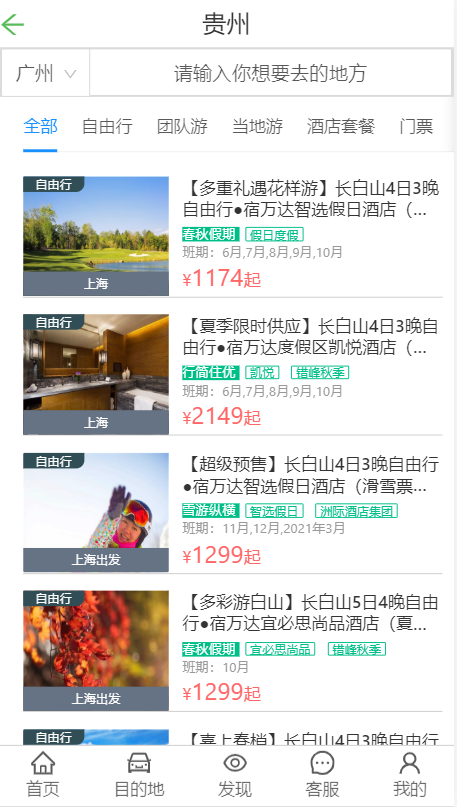 贵州
广州
请输入你想要去的地方
全部 自由行 团队游 当地游 酒店套餐 门票
自由行
上海
【多重礼遇花样游】长白山4日3晚
自由行●宿万达智选假日酒店（...
春秋假期 假日度假
班期：6月,7月,8月,9月,10月
¥1174起
自由行
上海
【夏季限时供应】长白山4日3晚自
由行●宿万达度假区凯悦酒店（...
行简住优 凯悦 错峰秋季
班期：6月,7月,8月,9月,10月
¥2149起
自由行
上海出发
【超级预售】长白山4日3晚自由行
●宿万达智选假日酒店（滑雪票...
雪游纵横 智选假日 洲际酒店集团
班期：11月,12月,2021年3月
¥1299起
自由行
上海出发
【多彩游白山】长白山5日4晚自由
行●宿万达宜必思尚品酒店（夏...
春秋假期 宜必思尚品 错峰秋季
班期：10月
¥1299起
自由行
【喜上春梢】长白山4日3晚自由行
首页 目的地 发现 客服 我的